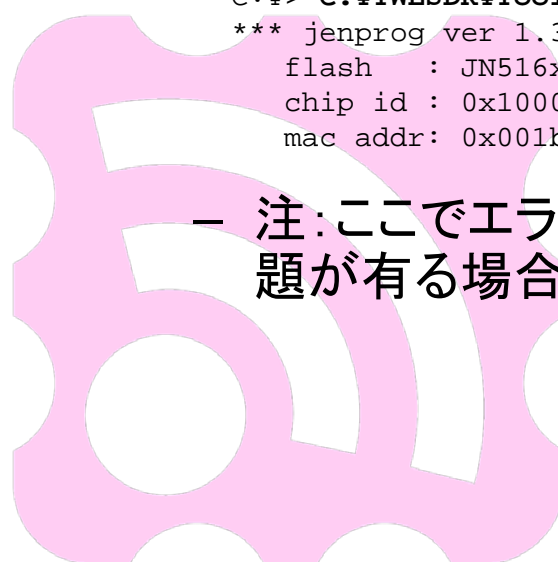 *** jenprog ver 1.3
flash : JN516x
chip id : 0x1000
mac addr: 0x001b
– 注:ここでエラ
題が有る場合